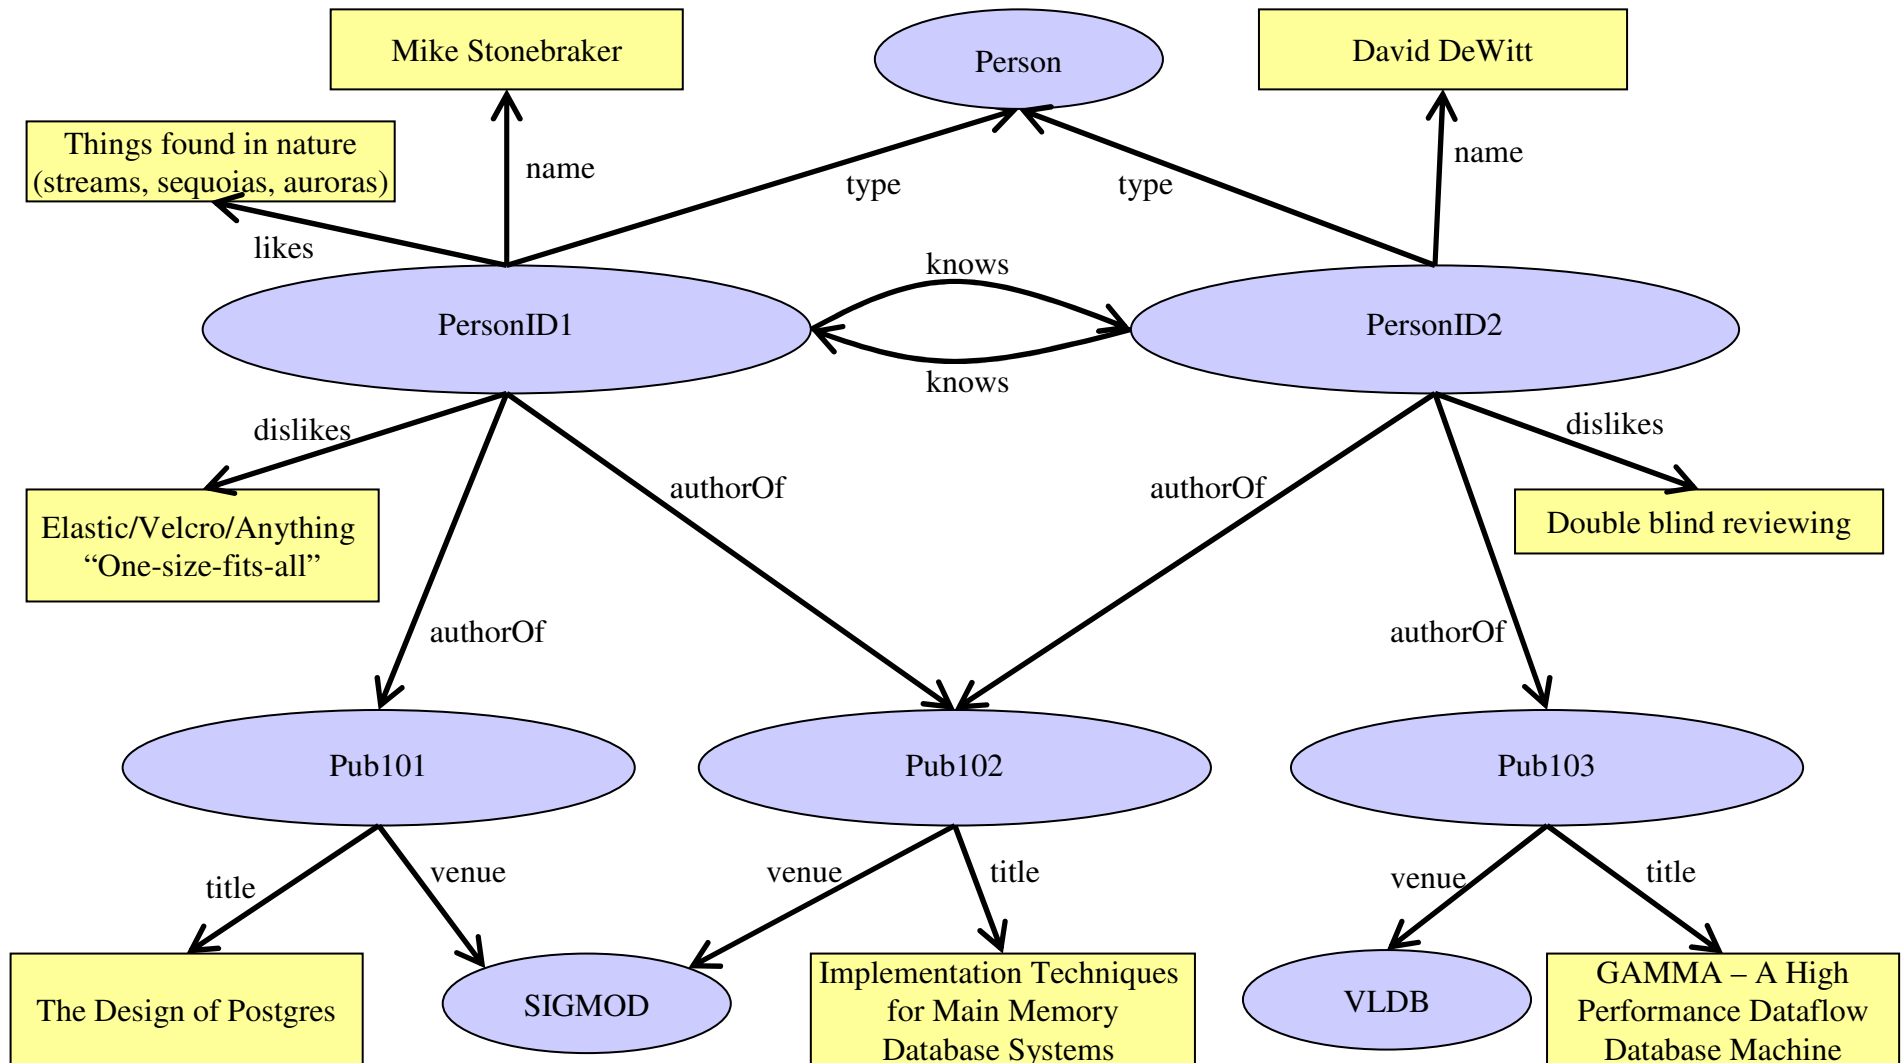 Mike Stonebraker
Person
David DeWitt
Things found in nature
(streams, sequoias, auroras)
name
name
type
type
likes
knows
PersonID1
PersonID2
knows
dislikes
dislikes
authorOf
authorOf
Elastic/Velcro/Anything
“One-size-fits-all”
Double blind reviewing
authorOf
authorOf
Pub101
Pub102
Pub103
title
venue
venue
title
venue
title
The Design of Postgres
SIGMOD
Implementation Techniques
for Main Memory
Database Systems
VLDB
GAMMA – A High
Performance Dataflow
Database Machine